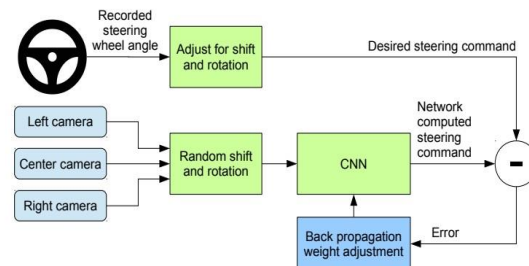 Recorded
steering
wheel angle
Adjust for shift
and rotation
Desired steering command
Left camera
Center camera
Right camera
Random shift
and rotation
CNN
Network
computed
steering
command
-
Back propagation
weight adjustment
Error